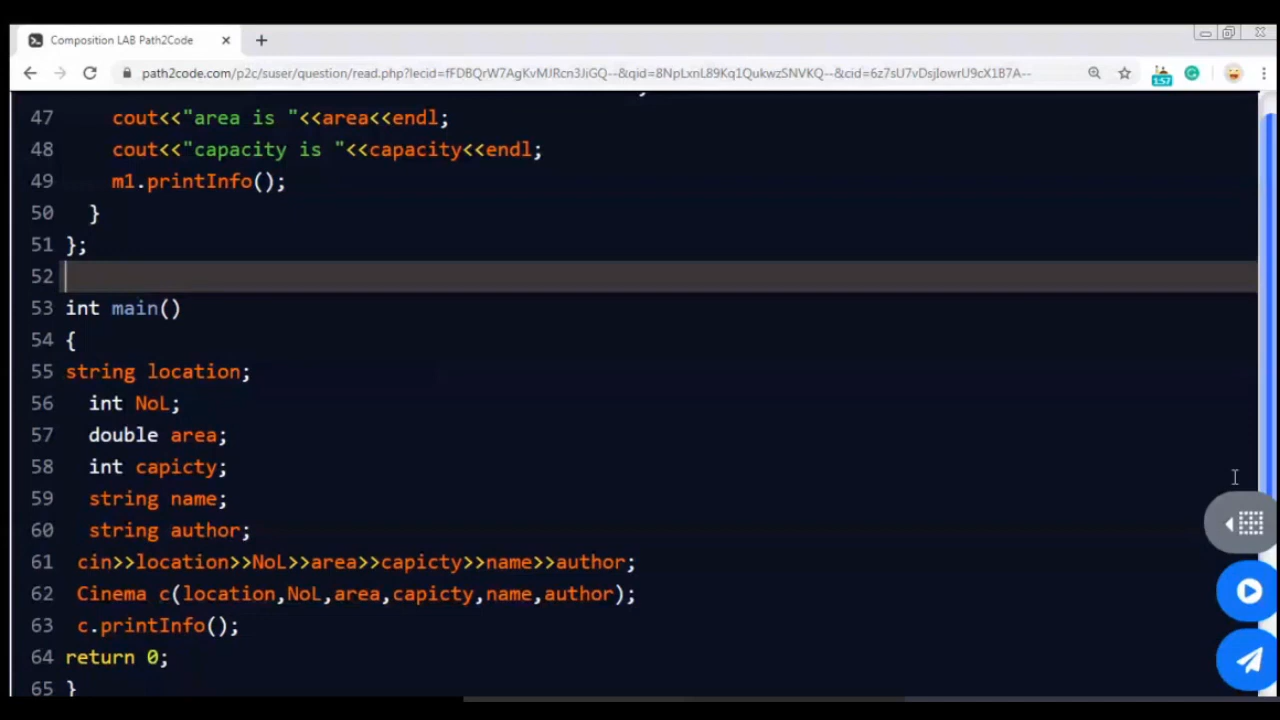 Composition LAB Path2Code
path2code.com/p2c/suser/question/read.php?lecid=fFDBQrW7AgKvMJRcn3JiGQ--&qid=8NpLxnL89Kq1QukwzSNVKQ--&cid=6z7sU7vDsjIowrU9cX1B7A--
1:57
47 cout<<"area is "<<area<<endl;
48 cout<<"capacity is "<<capacity<<endl;
49 m1.printInfo();
50 }
51 };
52
53 int main()
54 {
55 string location;
56 int NoL;
57 double area;
58 int capicty;
59 string name;
60 string author;
61 cin>>location>>NoL>>area>>capicty>>name>>author;
62 Cinema c(location,NoL,area,capicty,name,author);
63 c.printInfo();
64 return 0;
65 }